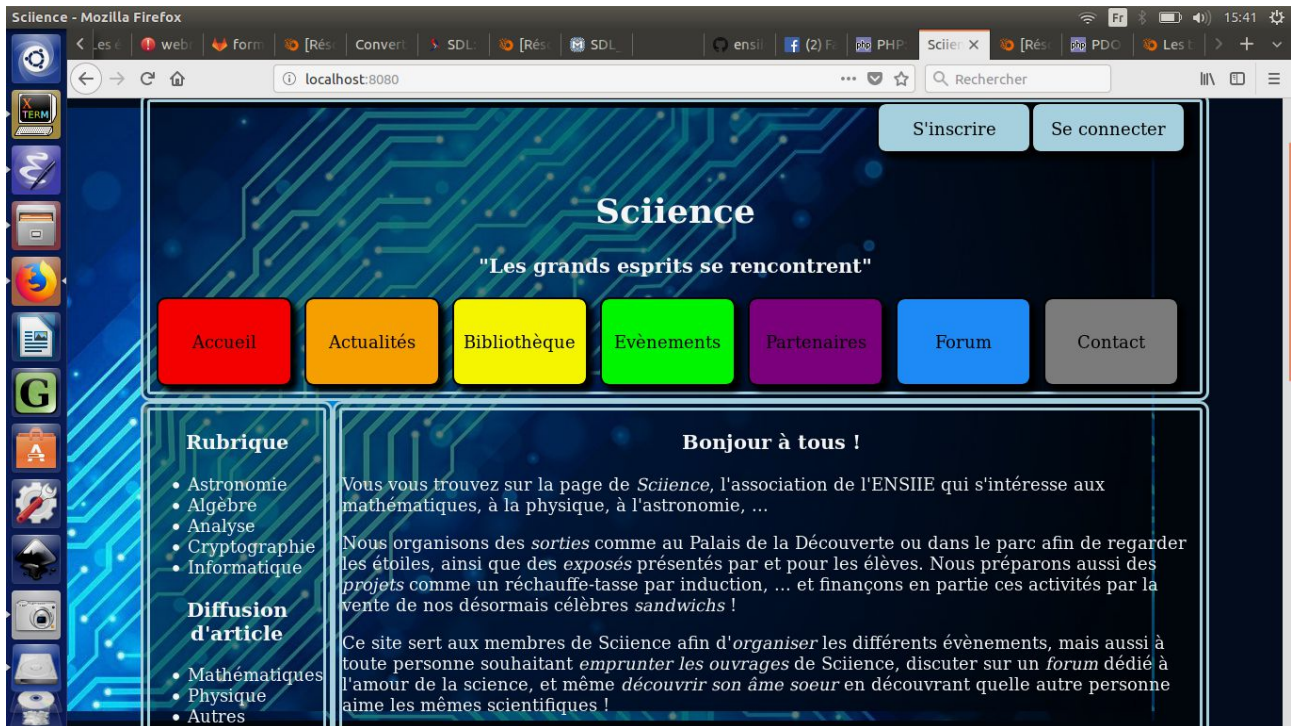 Sciience - Mozilla Firefox
Fr
15:41
web
form
[Rés
Convert
SDL:
[Rés
SDL_
ensii
(2) F
PHP:
Sciien
[Rés
PDO
Les t
localhost:8080
Rechercher
X
TERM
S'inscrire
Se connecter
Sciience
"Les grands esprits se rencontrent"
Accueil
Actualités
Bibliothèque
Evènements
Partenaires
Forum
Contact
Rubrique
• Astronomie
• Algèbre
• Analyse
• Cryptographie
• Informatique
Diffusion
d'article
• Mathématiques
• Physique
• Autres
Bonjour à tous !
Vous vous trouvez sur la page de Sciience, l'association de l'ENSIIE qui s'intéresse aux
mathématiques, à la physique, à l'astronomie, ...
Nous organisons des sorties comme au Palais de la Découverte ou dans le parc afin de regarder
les étoiles, ainsi que des exposés présentés par et pour les élèves. Nous préparons aussi des
projets comme un réchauffe-tasse par induction, ... et finançons en partie ces activités par la
vente de nos désormais célèbres sandwichs !
Ce site sert aux membres de Sciience afin d'organiser les différents évènements, mais aussi à
toute personne souhaitant emprunter les ouvrages de Sciience, discuter sur un forum dédié à
l'amour de la science, et même découvrir son âme soeur en découvrant quelle autre personne
aime les mêmes scientifiques !